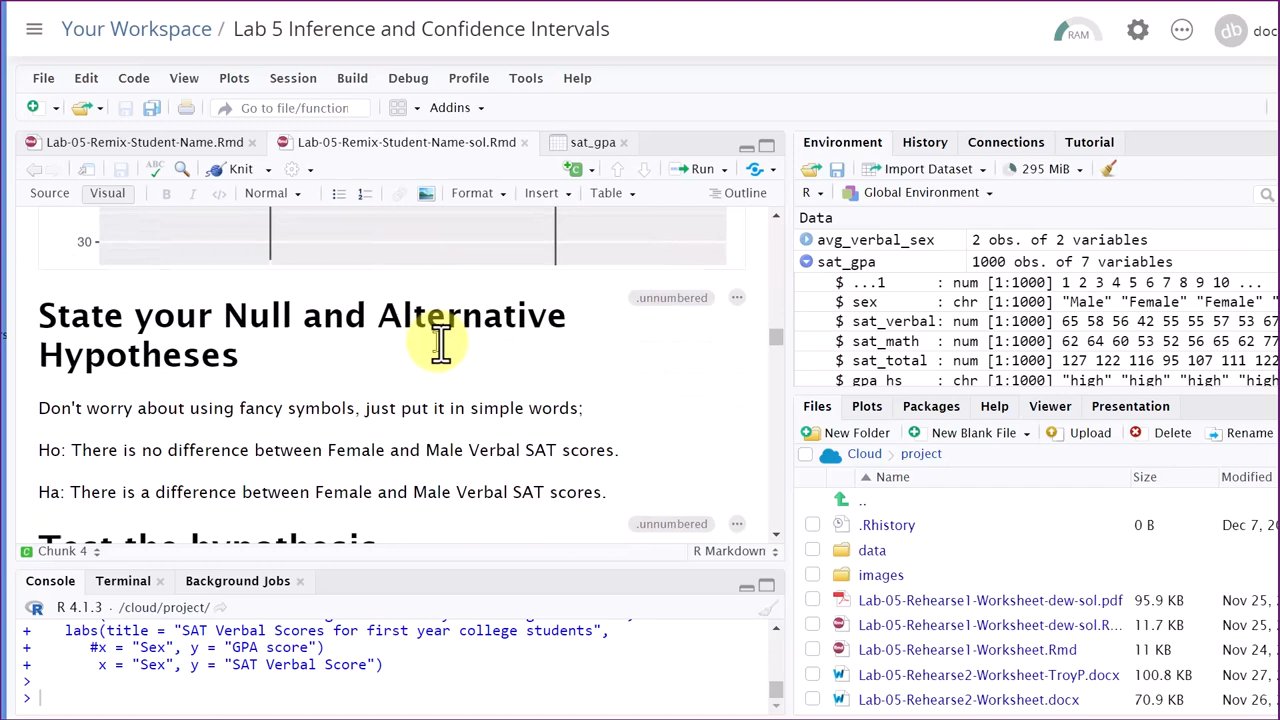 Your Workspace / Lab 5 Inference and Confidence Intervals
RAM
db
doc
File Edit Code View Plots Session Build Debug Profile Tools Help
Go to file/function
Addins
Lab-05-Remix-Student-Name.Rmd
Lab-05-Remix-Student-Name-sol.Rmd
sat_gpa
ABC
Knit
Run
Source Visual
B I </>
Normal
Format
Insert
Table
Outline
30
State your Null and Alternative
.unnumbered
Hypotheses
Don't worry about using fancy symbols, just put it in simple words;
Ho: There is no difference between Female and Male Verbal SAT scores.
Ha: There is a difference between Female and Male Verbal SAT scores.
.unnumbered
Test the hypothesis
Chunk 4
R Markdown
Console Terminal Background Jobs
R 4.1.3 · /cloud/project/
+ labs(title = "SAT Verbal Scores for first year college students",
+ #x = "Sex", y = "GPA score")
+ x = "Sex", y = "SAT Verbal Score")
>
>
Environment History Connections Tutorial
Import Dataset
295 MiB
R
Global Environment
Data
avg_verbal_sex 2 obs. of 2 variables
sat_gpa 1000 obs. of 7 variables
$ ...1 : num [1:1000] 1 2 3 4 5 6 7 8 9 10 ...
$ sex : chr [1:1000] "Male" "Female" "Female" 
$ sat_verbal: num [1:1000] 65 58 56 42 55 55 57 53 67
$ sat_math : num [1:1000] 62 64 60 53 52 56 65 62 77
$ sat_total : num [1:1000] 127 122 116 95 107 111 122
$ gpa_hs : chr [1:1000] "high" "high" "high" "high"
Files Plots Packages Help Viewer Presentation
New Folder
New Blank File
Upload
Delete
Rename
Cloud > project
Name Size Modified
..
.Rhistory 0 B Dec 7, 20
data
images
Lab-05-Rehearse1-Worksheet-dew-sol.pdf 95.9 KB Nov 25,
Lab-05-Rehearse1-Worksheet-dew-sol.R... 11.7 KB Nov 25,
Lab-05-Rehearse1-Worksheet.Rmd 11 KB Nov 24,
Lab-05-Rehearse2-Worksheet-TroyP.docx 100.8 KB Nov 27,
Lab-05-Rehearse2-Worksheet.docx 70.9 KB Nov 26,